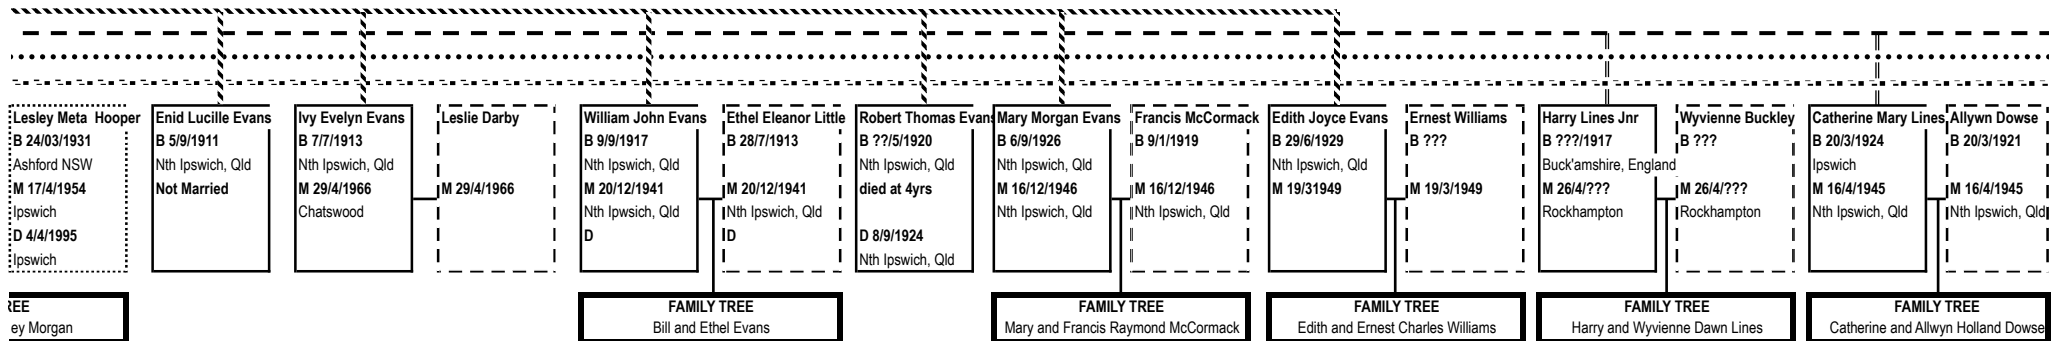 Lesley Meta  Hooper
B 24/03/1931
Ashford NSW
M 17/4/1954
Ipswich
D 4/4/1995
Ipswich
Enid Lucille Evans
B 5/9/1911
Nth Ipswich, Qld
Not Married
Ivy Evelyn Evans
B 7/7/1913
Nth Ipswich, Qld
M 29/4/1966
Chatswood
Leslie Darby
M 29/4/1966
William John Evans
B 9/9/1917
Nth Ipswich, Qld
M 20/12/1941
Nth Ipwsich, Qld
D
Ethel Eleanor Little
B 28/7/1913
M 20/12/1941
Nth Ipswich, Qld
D
Robert Thomas Evans
B ??/5/1920
Nth Ipswich, Qld
died at 4yrs
D 8/9/1924
Nth Ipswich, Qld
Mary Morgan Evans
B 6/9/1926
Nth Ipswich, Qld
M 16/12/1946
Nth Ipswich, Qld
Francis McCormack
B 9/1/1919
M 16/12/1946
Nth Ipswich, Qld
Edith Joyce Evans
B 29/6/1929
Nth Ipswich, Qld
M 19/31949
Ernest Williams
B ???
M 19/3/1949
Harry Lines Jnr
B ???/1917
Buck'amshire, England
M 26/4/???
Rockhampton
Wyvienne Buckley
B ???
M 26/4/???
Rockhampton
Catherine Mary Lines
B 20/3/1924
Ipswich
M 16/4/1945
Nth Ipswich, Qld
Allywn Dowse
B 20/3/1921
M 16/4/1945
Nth Ipswich, Qld
REE
ey Morgan
FAMILY TREE
Bill and Ethel Evans
FAMILY TREE
Mary and Francis Raymond McCormack
FAMILY TREE
Edith and Ernest Charles Williams
FAMILY TREE
Harry and Wyvienne Dawn Lines
FAMILY TREE
Catherine and Allwyn Holland Dowse